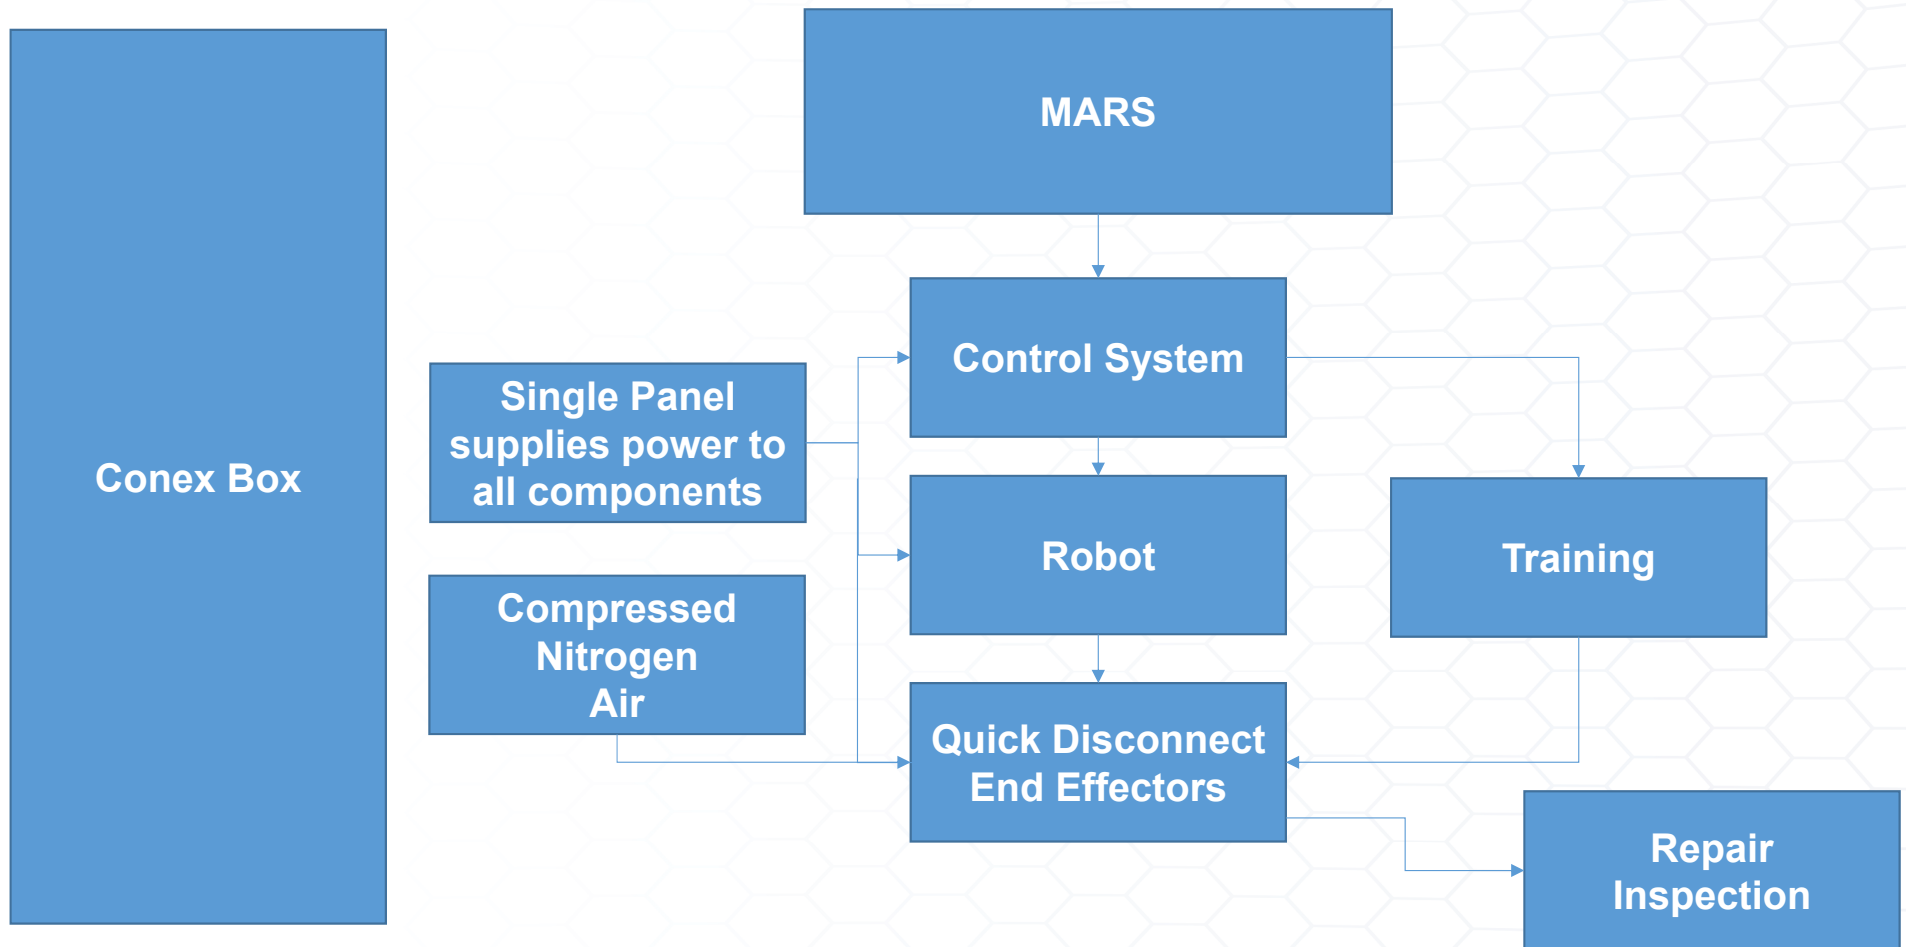 MARS
Conex Box
Control System
Single Panel
supplies power to
all components
Robot
Training
Compressed
Nitrogen
Air
Quick Disconnect
End Effectors
Repair
Inspection